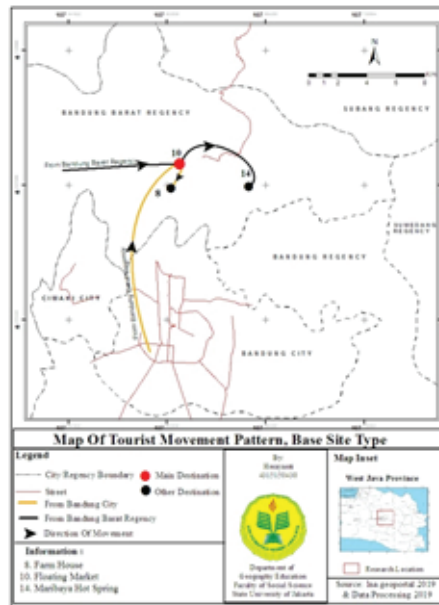 N
BANDUNG BARAT REGENCY
SUBANG REGENCY
From Bandung Barat Regency
10
8
14
SUMEDANG
REGENCY
BANDUNG REGENCY
CIMAHI CITY
From Bandung City
BANDUNG CITY
Map Of Tourist Movement Pattern, Base Site Type
Legend
City Regency Boundary
Main Destination
Street
Other Destination
From Bandung City
From Bandung Barat Regency
Direction Of Movement
Information :
8. Farm House
10. Floating Market
14. Maribaya Hot Spring
By:
Department of
Geography Education
Faculty of Social Science
State University of Jakarta
Map Inset
West Java Province
Research Location
Source: Ina geoportal 2019
& Data Processing 2019